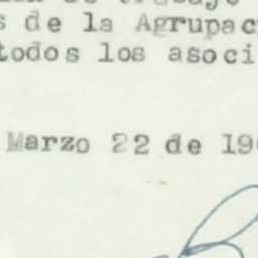 s de la Agrupac
todos los asoci
Marzo 22 de 19